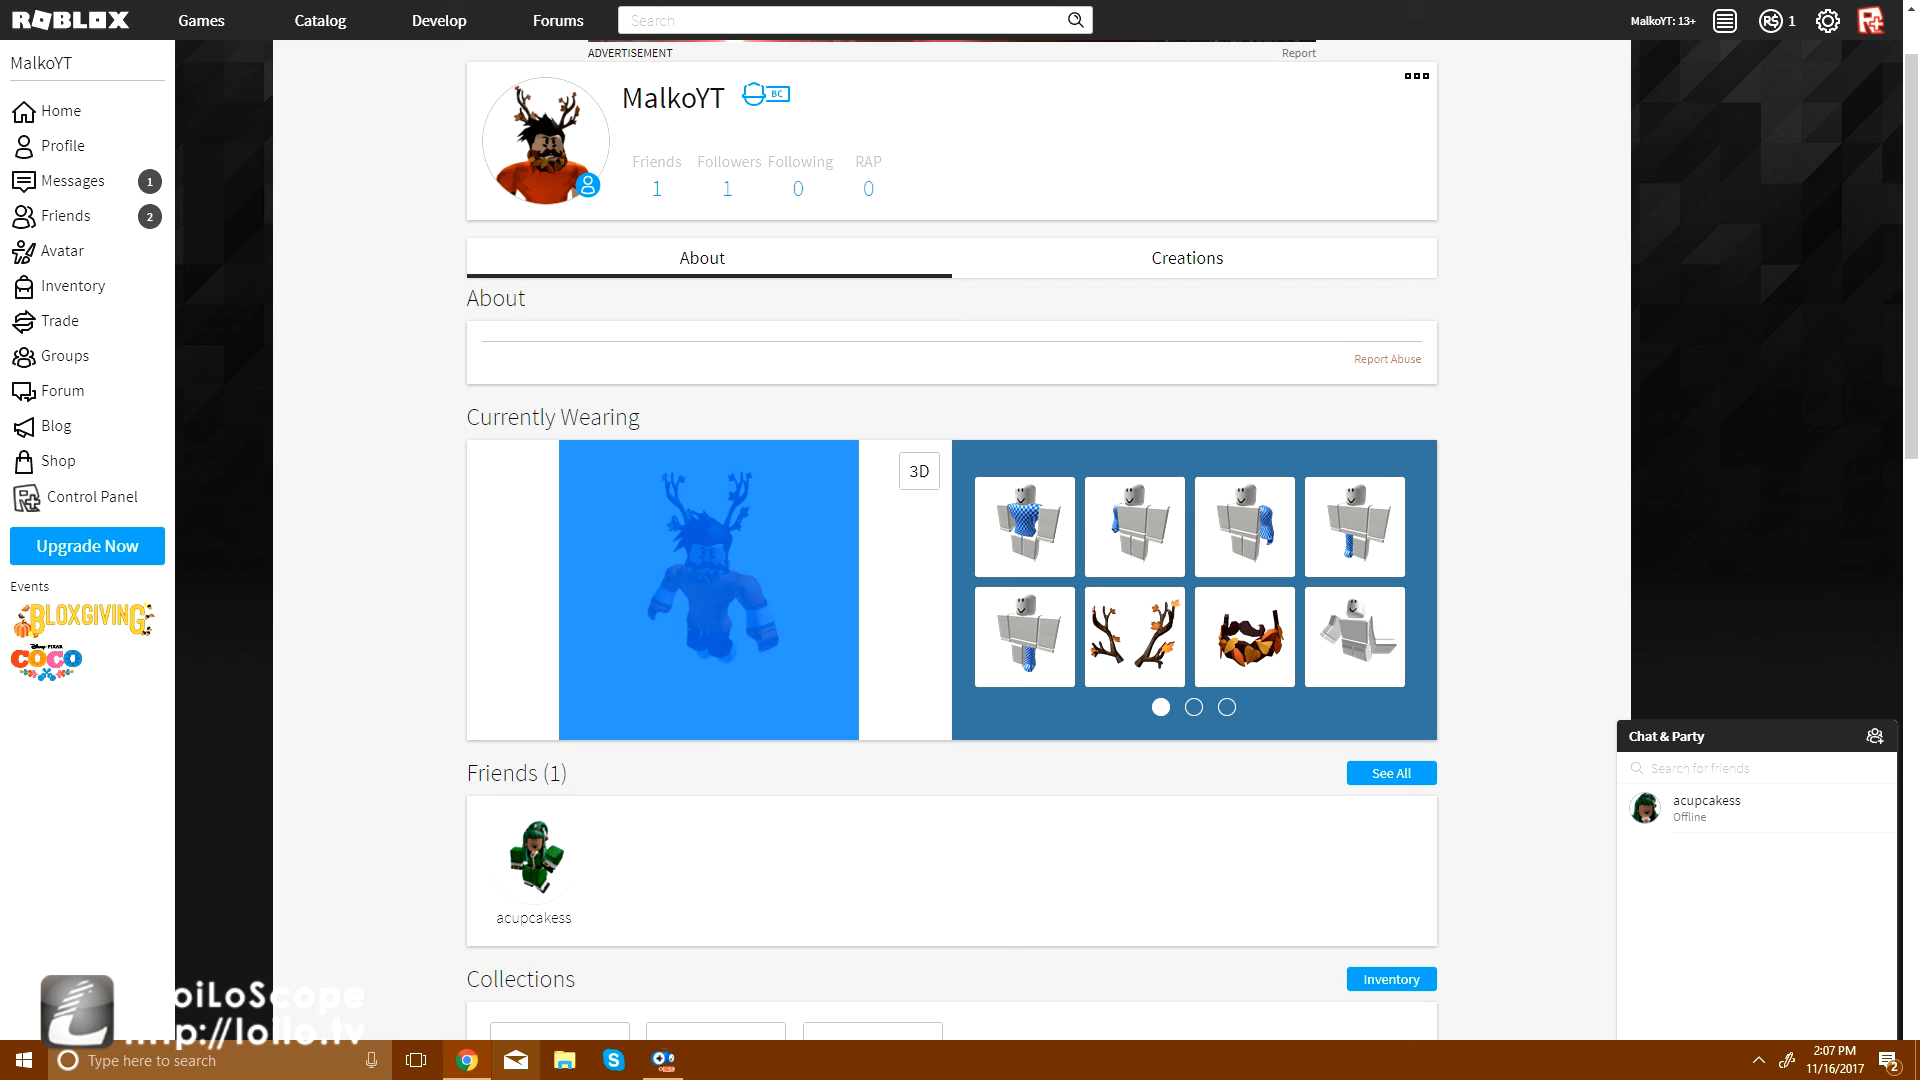 ROBLOX Games Catalog Develop Forums Search MalkoYT: 13+ R$ 1
MalkoYT
Home
Profile
Messages 1
Friends 2
Avatar
Inventory
Trade
Groups
Forum
Blog
Shop
Control Panel
Upgrade Now
Events
BLOXGIVING
DISNEY·PIXAR
COCO
ADVERTISEMENT Report
MalkoYT BC
Friends Followers Following RAP
1 1 0 0
About Creations
About
Report Abuse
Currently Wearing
3D
Friends (1) See All
acupcakess
Collections Inventory
Chat & Party
Search for friends
acupcakess
Offline
oiLoScope
http://loilo.tv
Type here to search
2:07 PM
11/16/2017
2